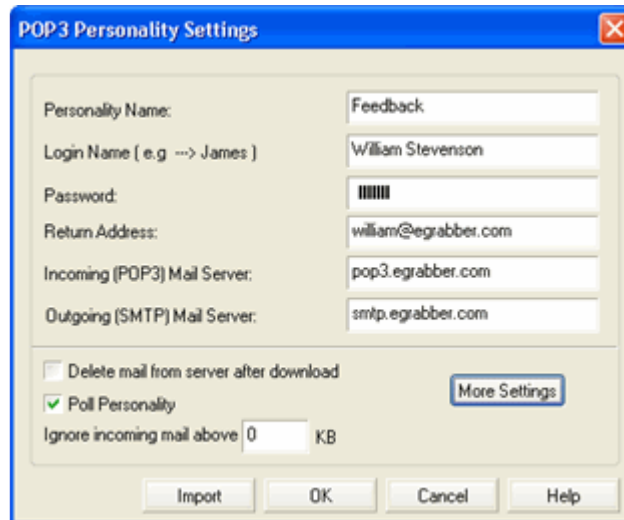 POP3 Personality Settings
Personality Name: Feedback
Login Name ( e.g ---> James ) William Stevenson
Password:
Return Address: william@egrabber.com
Incoming (POP3) Mail Server: pop3.egrabber.com
Outgoing (SMTP) Mail Server: smtp.egrabber.com
Delete mail from server after download
Poll Personality
More Settings
Ignore incoming mail above 0 KB
Import OK Cancel Help